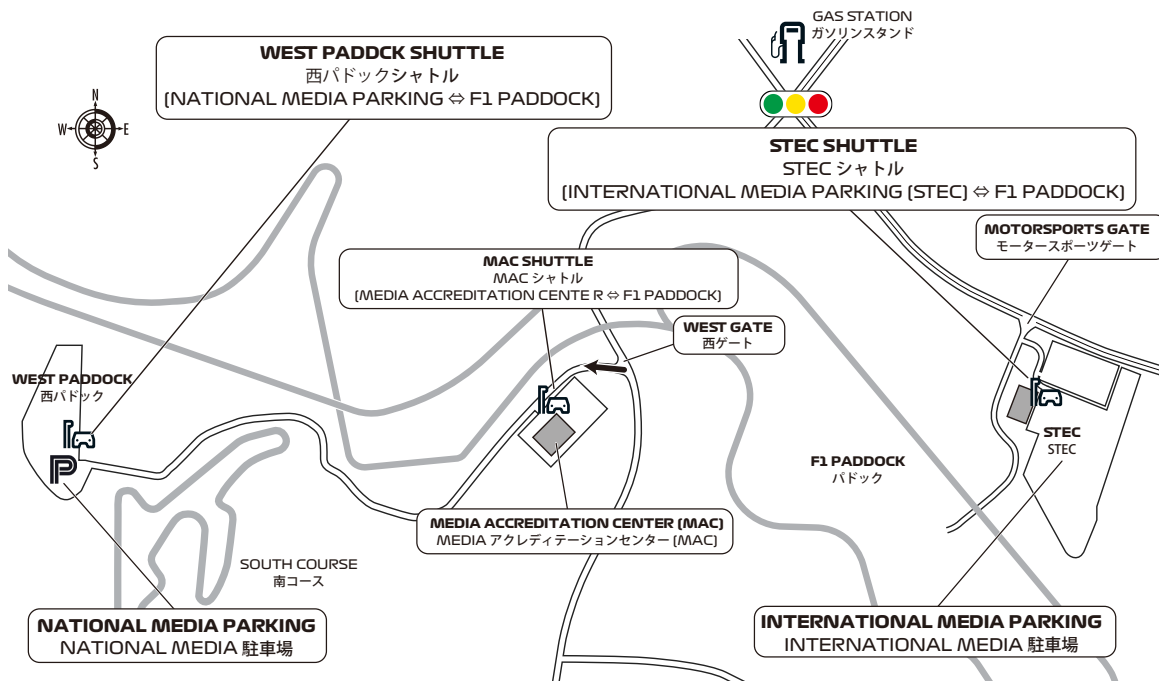 GAS STATION
ガソリンスタンド
WEST PADDCK SHUTTLE
西パドックシャトル
(NATIONAL MEDIA PARKING ⇔ F1 PADDOCK)
N
W
E
S
STEC SHUTTLE
STEC シャトル
(INTERNATIONAL MEDIA PARKING (STEC) ⇔ F1 PADDOCK)
MOTORSPORTS GATE
モータースポーツゲート
MAC SHUTTLE
MAC シャトル
(MEDIA ACCREDITATION CENTE R ⇔ F1 PADDOCK)
WEST GATE
西ゲート
WEST PADDOCK
西パドック
P
STEC
STEC
F1 PADDOCK
パドック
MEDIA ACCREDITATION CENTER (MAC)
MEDIA アクレディテーションセンター (MAC)
SOUTH COURSE
南コース
NATIONAL MEDIA PARKING
NATIONAL MEDIA 駐車場
INTERNATIONAL MEDIA PARKING
INTERNATIONAL MEDIA 駐車場